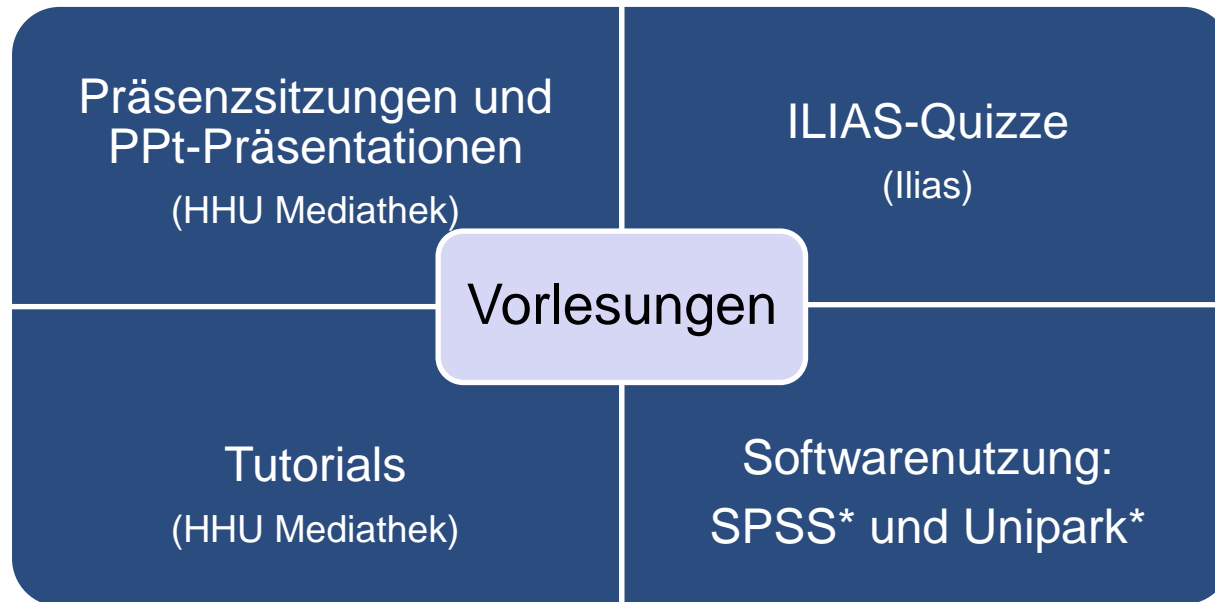 Präsenzsitzungen und
PPt-Präsentationen
(HHU Mediathek)
ILIAS-Quizze
(Ilias)
Vorlesungen
Tutorials
(HHU Mediathek)
Softwarenutzung:
SPSS* und Unipark*